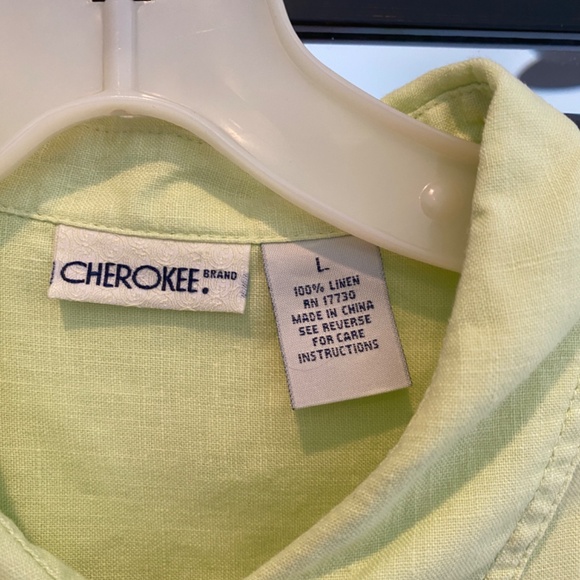 CHEROKEE. BRAND
L
100% LINEN
RN 17730
MADE IN CHINA
SEE REVERSE
FOR CARE
INSTRUCTIONS